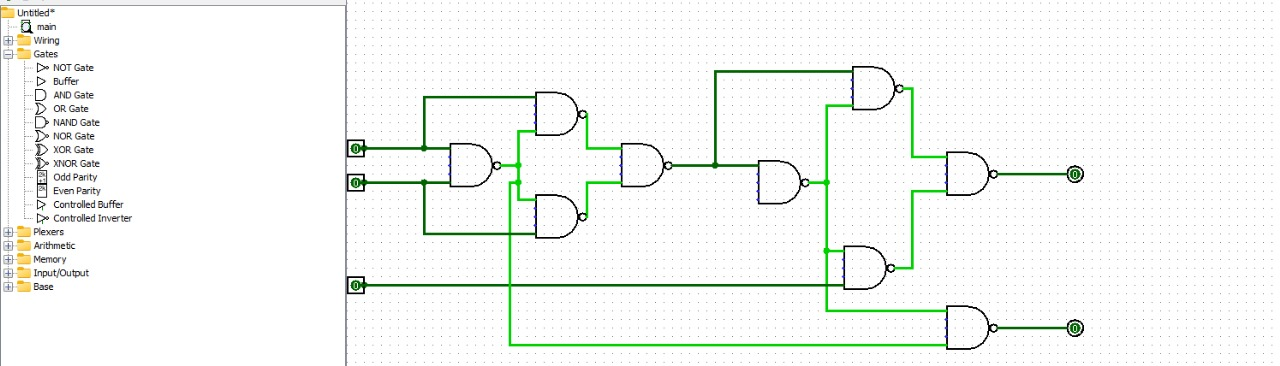 Untitled*
main
Wiring
Gates
NOT Gate
Buffer
AND Gate
OR Gate
NAND Gate
NOR Gate
XOR Gate
XNOR Gate
Odd Parity
Even Parity
Controlled Buffer
Controlled Inverter
Plexers
Arithmetic
Memory
Input/Output
Base
0
0
0
0
0